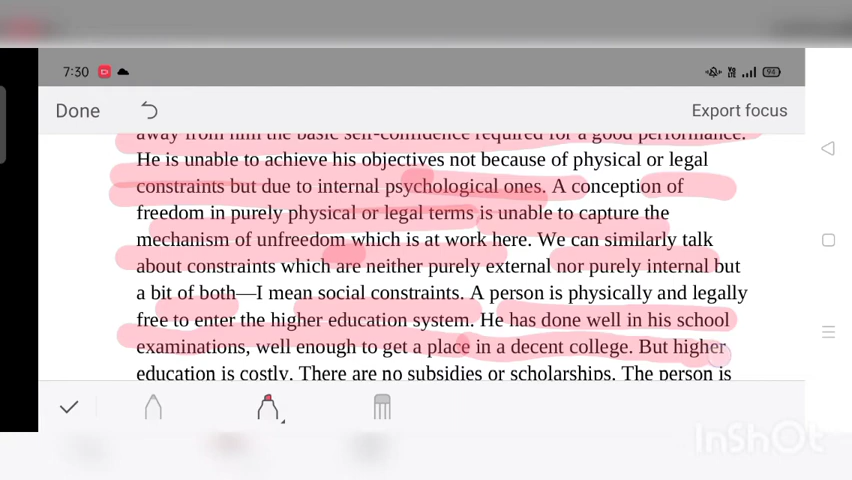 7:30
94
Done
Export focus
away from him the basic self-confidence required for a good performance.
He is unable to achieve his objectives not because of physical or legal
constraints but due to internal psychological ones. A conception of
freedom in purely physical or legal terms is unable to capture the
mechanism of unfreedom which is at work here. We can similarly talk
about constraints which are neither purely external nor purely internal but
a bit of both—I mean social constraints. A person is physically and legally
free to enter the higher education system. He has done well in his school
examinations, well enough to get a place in a decent college. But higher
education is costly. There are no subsidies or scholarships. The person is
InShOt